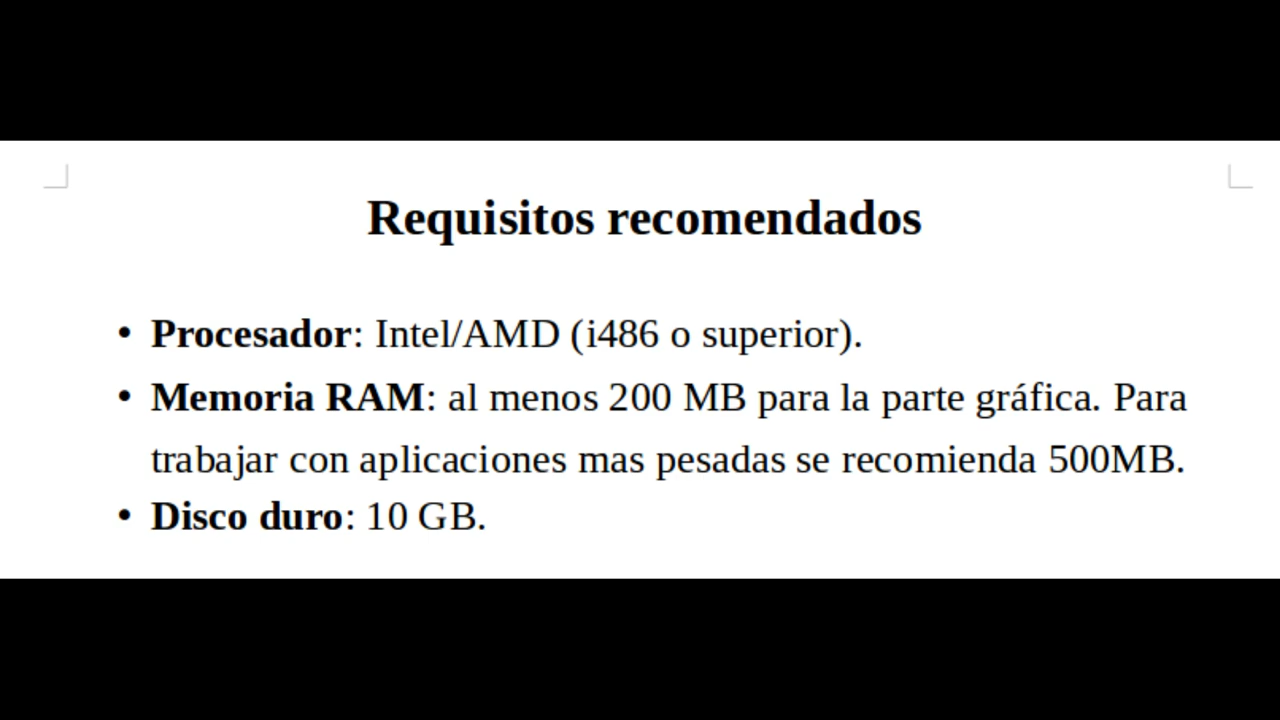 Requisitos recomendados
• Procesador: Intel/AMD (i486 o superior).
• Memoria RAM: al menos 200 MB para la parte gráfica. Para
trabajar con aplicaciones mas pesadas se recomienda 500MB.
• Disco duro: 10 GB.